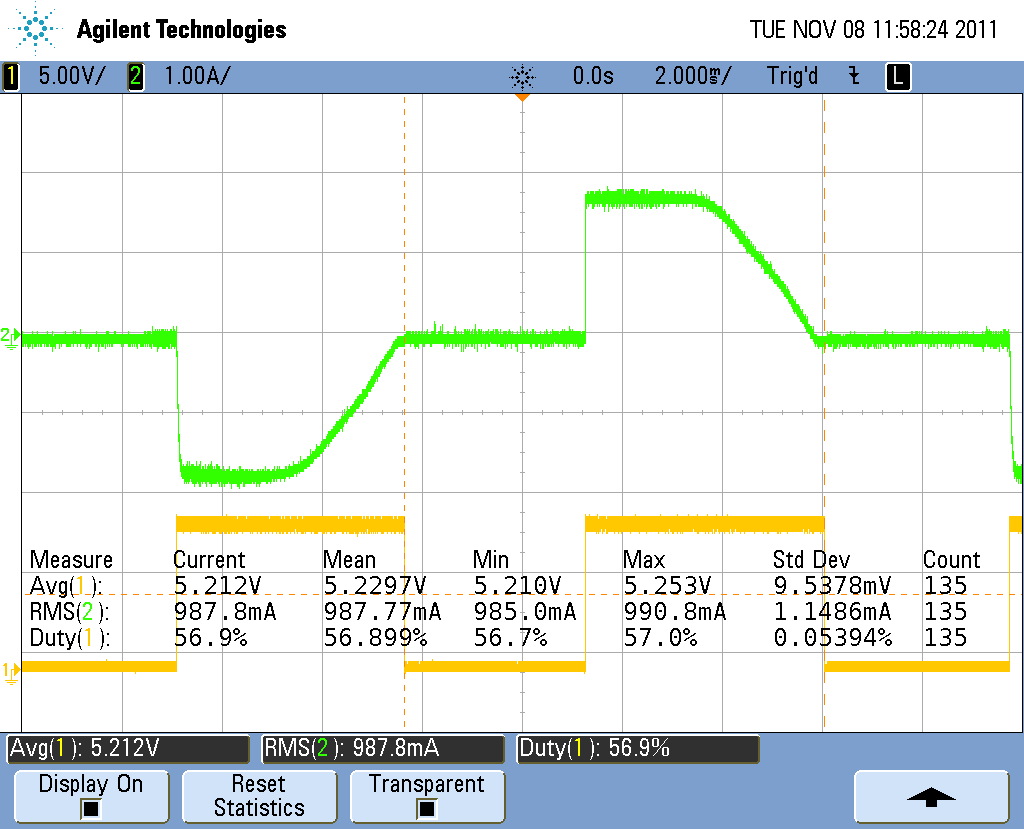 Agilent Technologies TUE NOV 08 11:58:24 2011
1 5.00V/ 2 1.00A/ 0.0s 2.000ms/ Trig'd L
2
1
Measure Current Mean Min Max Std Dev Count
Avg(1): 5.212V 5.2297V 5.210V 5.253V 9.5378mV 135
RMS(2): 987.8mA 987.77mA 985.0mA 990.8mA 1.1486mA 135
Duty(1): 56.9% 56.899% 56.7% 57.0% 0.05394% 135
Avg(1): 5.212V RMS(2): 987.8mA Duty(1): 56.9%
Display On Reset Transparent
Statistics